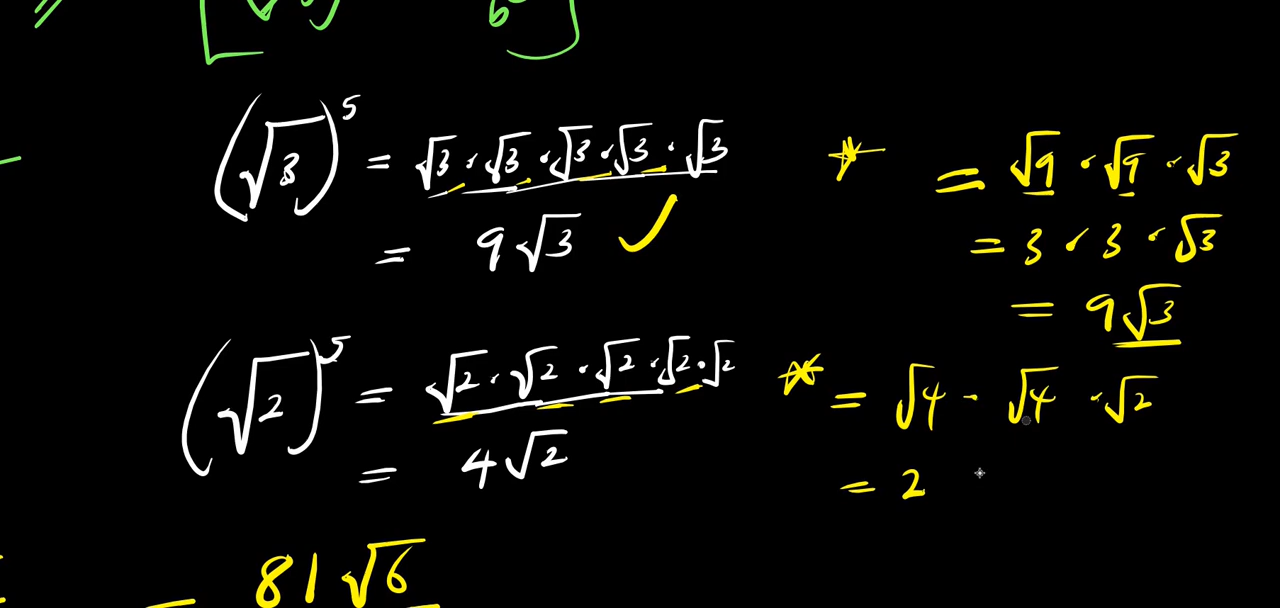 6
(√3)^5 = √3 · √3 · √3 · √3 · √3 * = √9 · √9 · √3
= 9√3 ✓ = 3 · 3 · √3
= 9√3
(√2)^5 = √2 · √2 · √2 · √2 · √2 * = √4 · √4 · √2
= 4√2 = 2
= 81√6